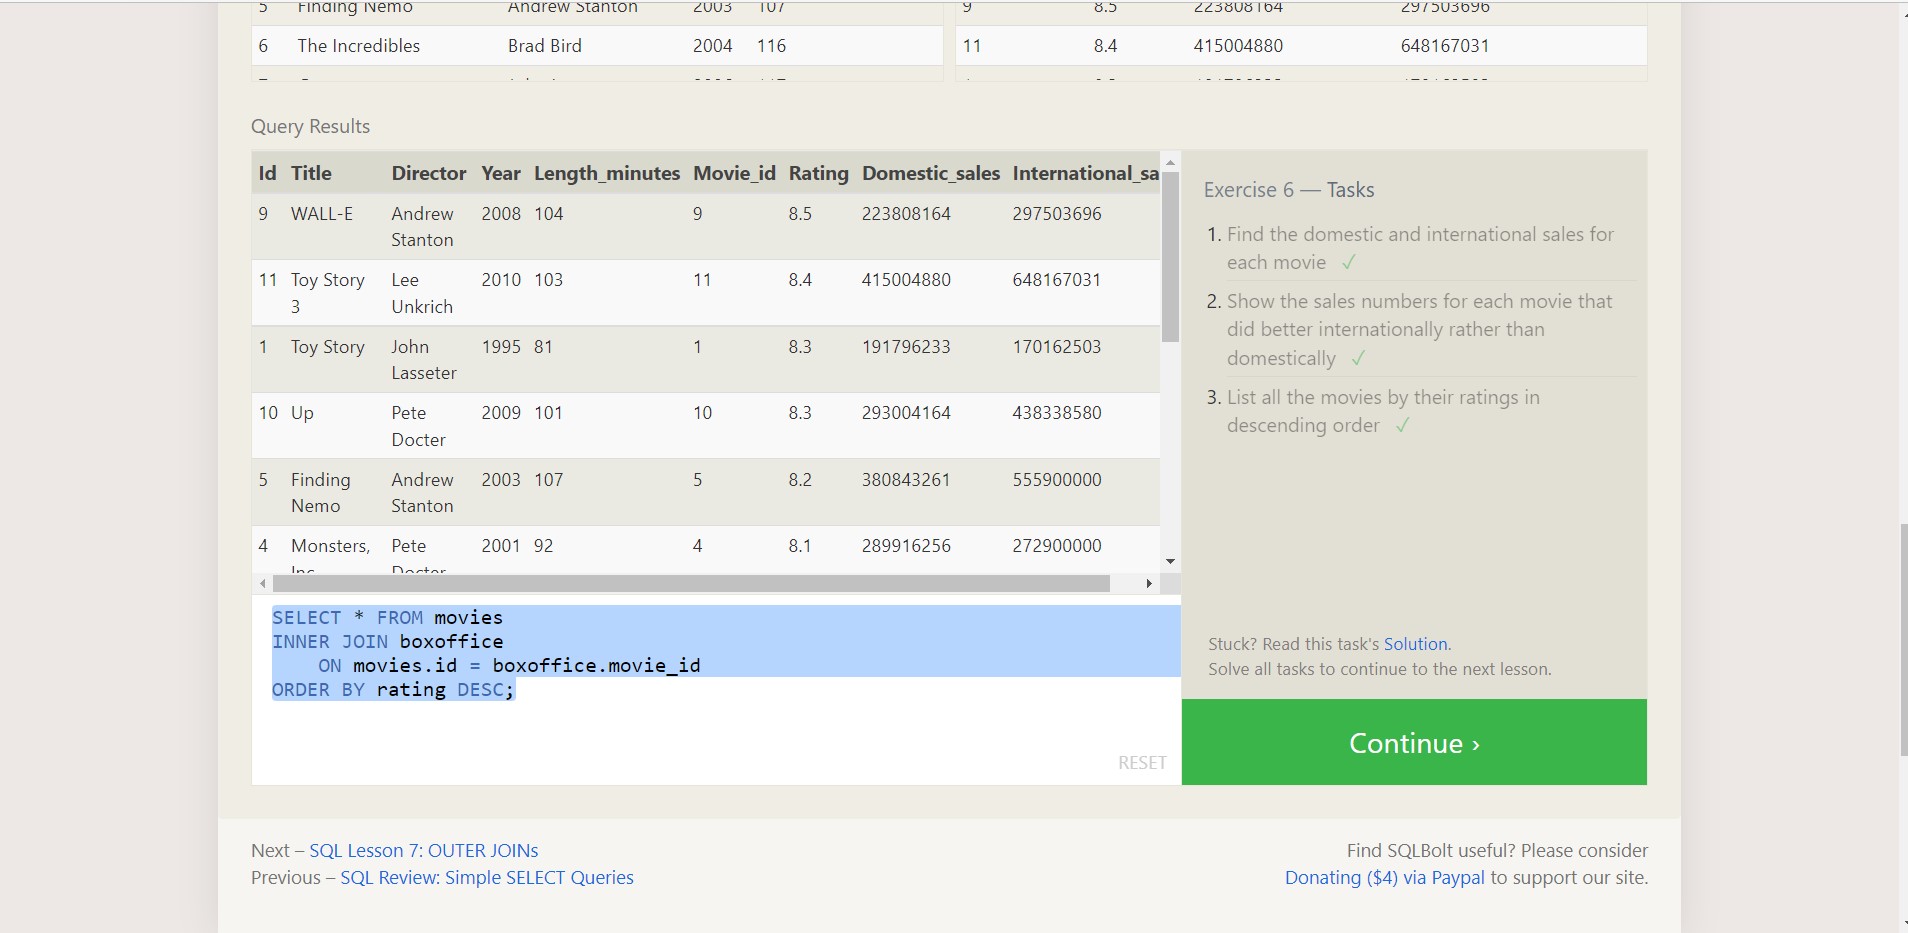 5 Finding Nemo Andrew Stanton 2003 107 9 8.5 223808164 297503696
6 The Incredibles Brad Bird 2004 116 11 8.4 415004880 648167031
Query Results
Id Title Director Year Length_minutes Movie_id Rating Domestic_sales International_sa
9 WALL-E Andrew 2008 104 9 8.5 223808164 297503696
Stanton
11 Toy Story Lee 2010 103 11 8.4 415004880 648167031
3 Unkrich
1 Toy Story John 1995 81 1 8.3 191796233 170162503
Lasseter
10 Up Pete 2009 101 10 8.3 293004164 438338580
Docter
5 Finding Andrew 2003 107 5 8.2 380843261 555900000
Nemo Stanton
4 Monsters, Pete 2001 92 4 8.1 289916256 272900000
Inc. Docter
SELECT * FROM movies
INNER JOIN boxoffice
ON movies.id = boxoffice.movie_id
ORDER BY rating DESC;
RESET
Exercise 6 — Tasks
1. Find the domestic and international sales for
each movie ✓
2. Show the sales numbers for each movie that
did better internationally rather than
domestically ✓
3. List all the movies by their ratings in
descending order ✓
Stuck? Read this task's Solution.
Solve all tasks to continue to the next lesson.
Continue ›
Next – SQL Lesson 7: OUTER JOINs
Previous – SQL Review: Simple SELECT Queries
Find SQLBolt useful? Please consider
Donating ($4) via Paypal to support our site.